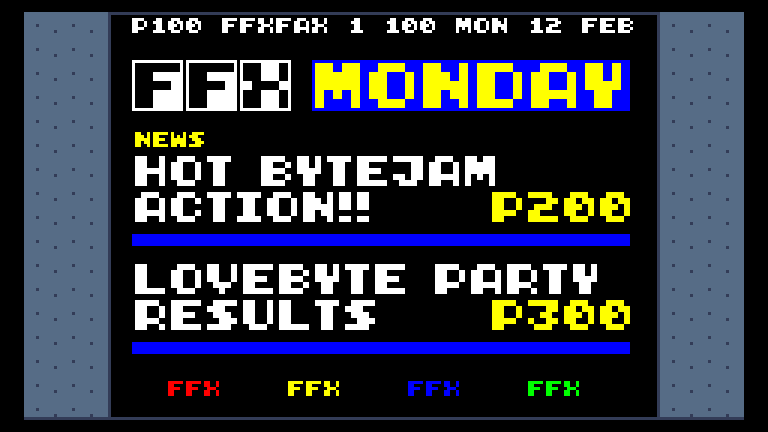 P100 FFXFAX 1 100 MON 12 FEB
FFX MONDAY
NEWS
HOT BYTEJAM
ACTION!! P200
LOVEBYTE PARTY
RESULTS P300
FFX FFX FFX FFX